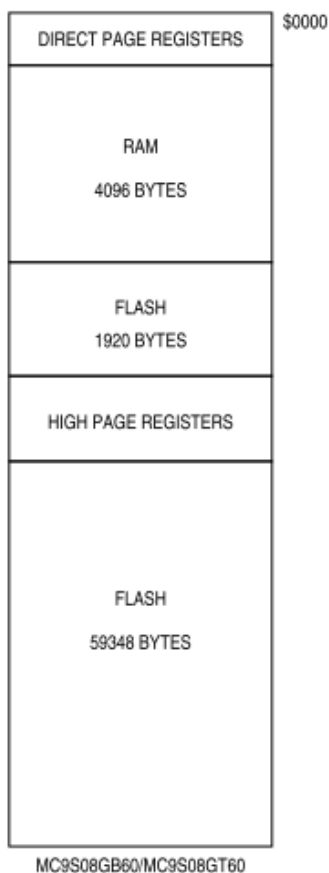 $0000
DIRECT PAGE REGISTERS
RAM
4096 BYTES
FLASH
1920 BYTES
HIGH PAGE REGISTERS
FLASH
59348 BYTES
MC9S08GB60/MC9S08GT60